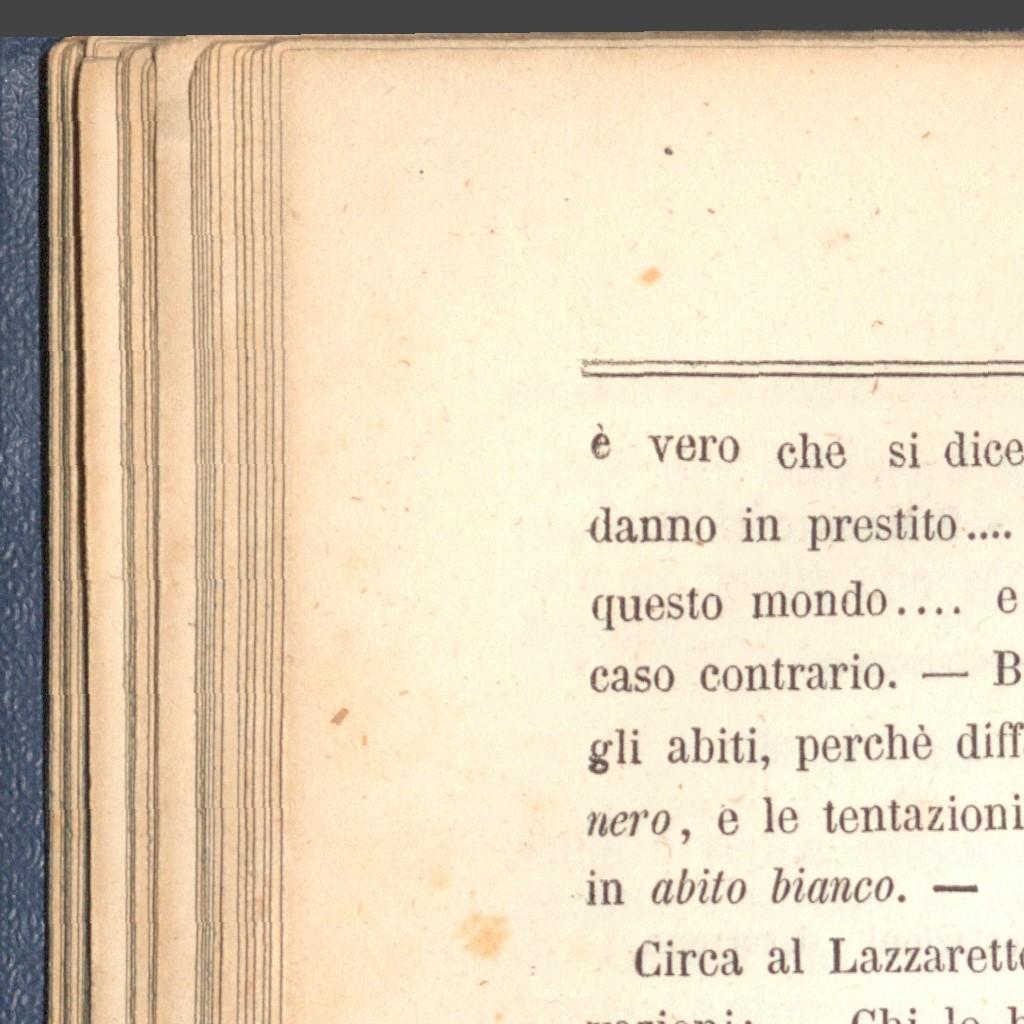 è vero che si dice
danno in prestito....
questo mondo.... e
caso contrario. — B
gli abiti, perchè diff
nero, e le tentazioni
in abito bianco. —
Circa al Lazzarett